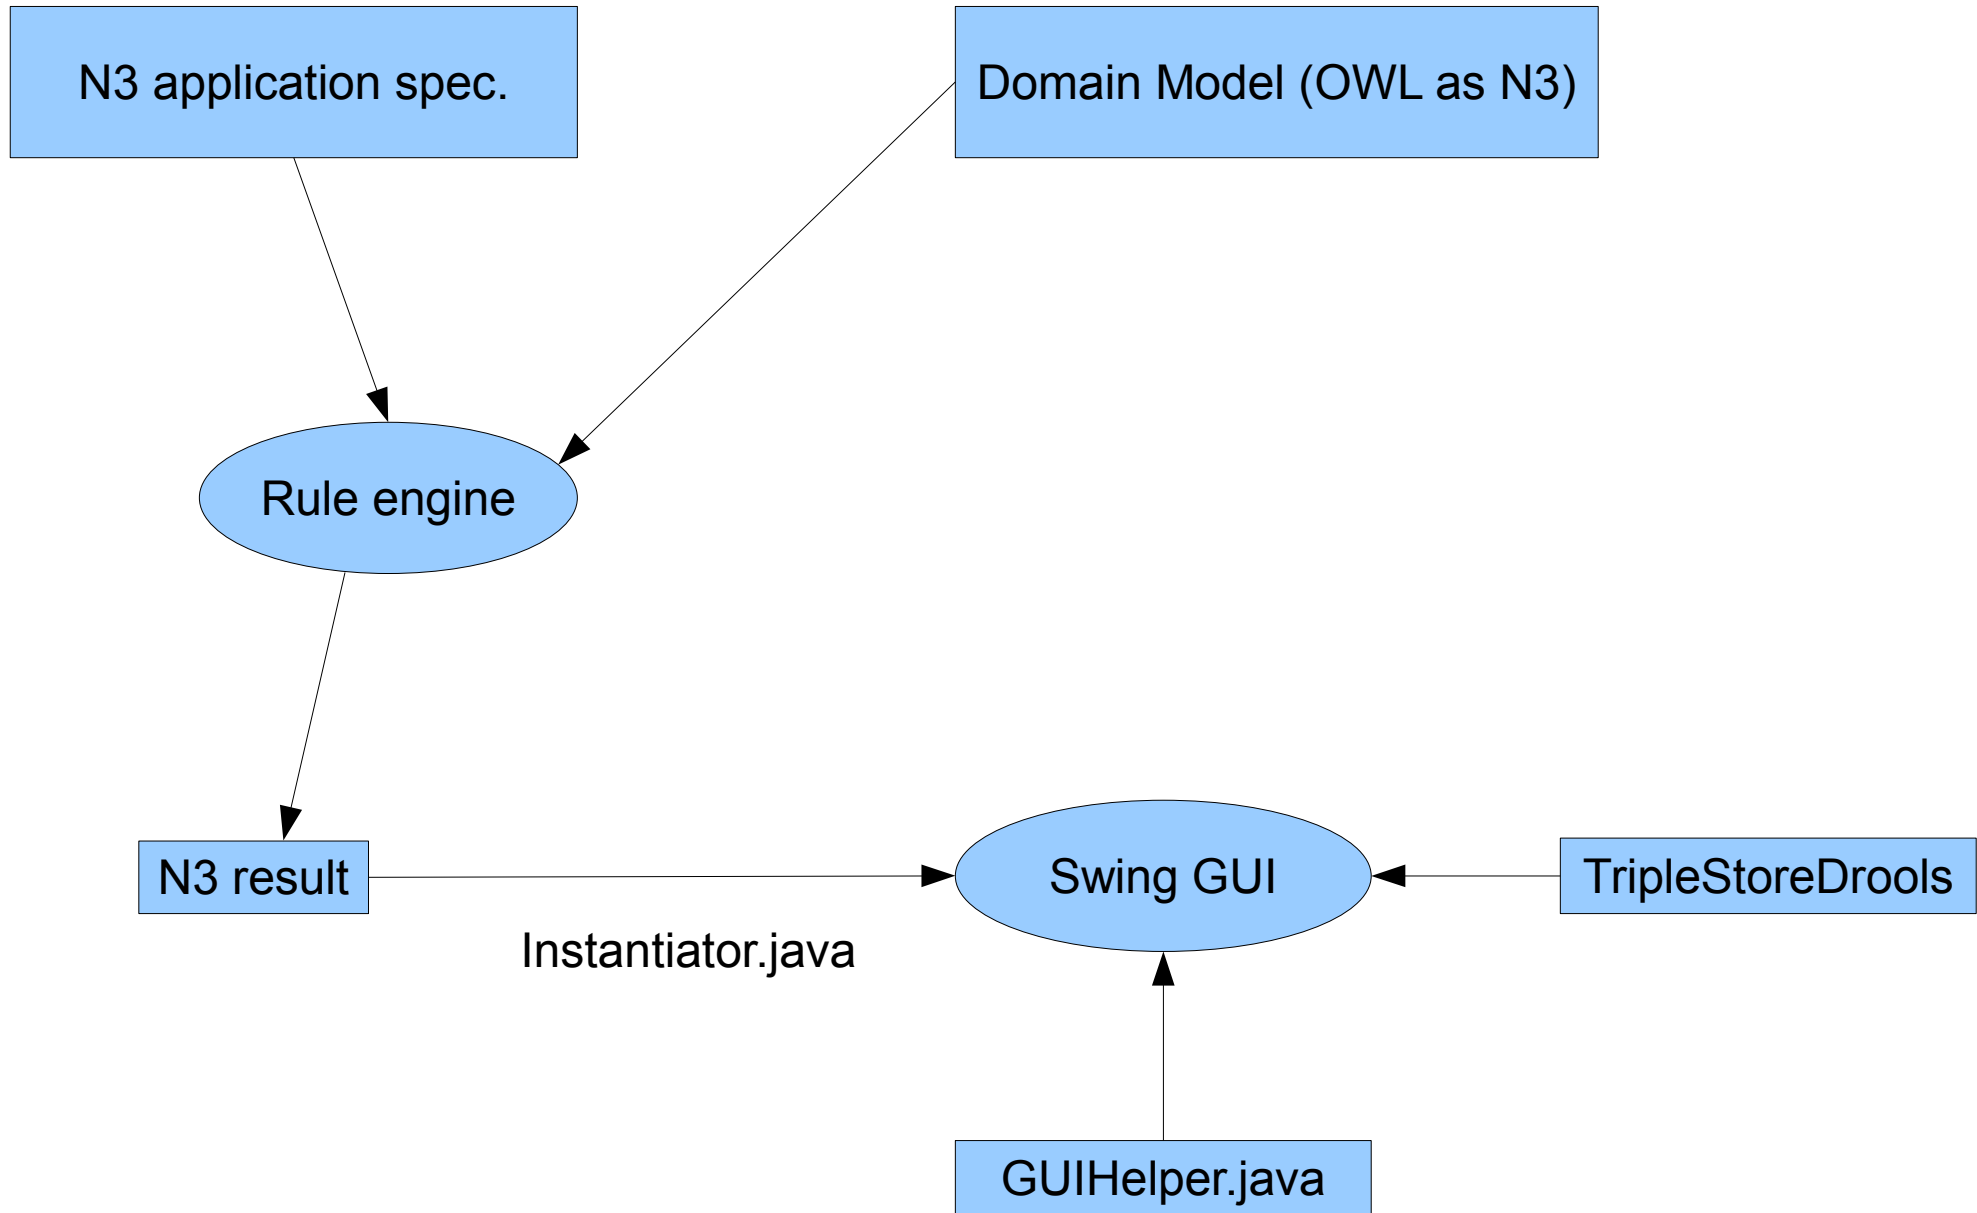 N3 application spec.
Domain Model (OWL as N3)
Rule engine
N3 result
Swing GUI
TripleStoreDrools
Instantiator.java
GUIHelper.java